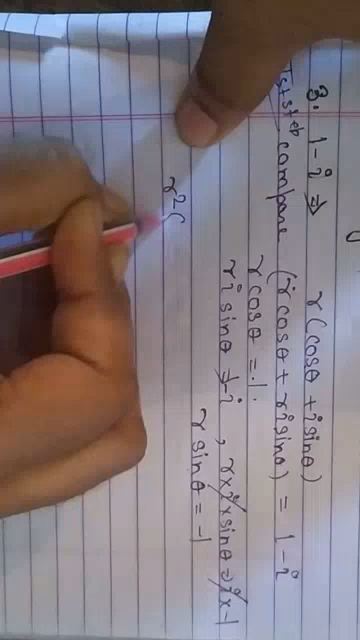 3. 1-i ⇒ r(cosθ + isinθ)
1st step compare (rcosθ + risinθ) = 1-i
rcosθ = 1.
risinθ = -i, r×i×sinθ = i×-1
rsinθ = -1
r²(